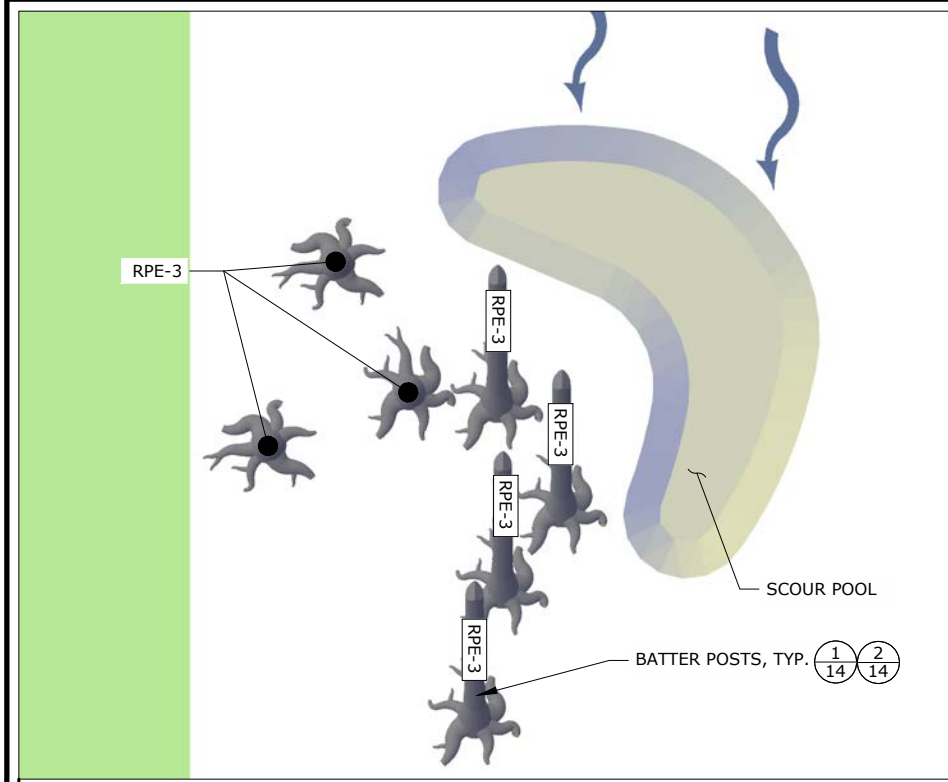 RPE-3
RPE-3
RPE-3
RPE-3
RPE-3
SCOUR POOL
BATTER POSTS, TYP. 1/14 2/14